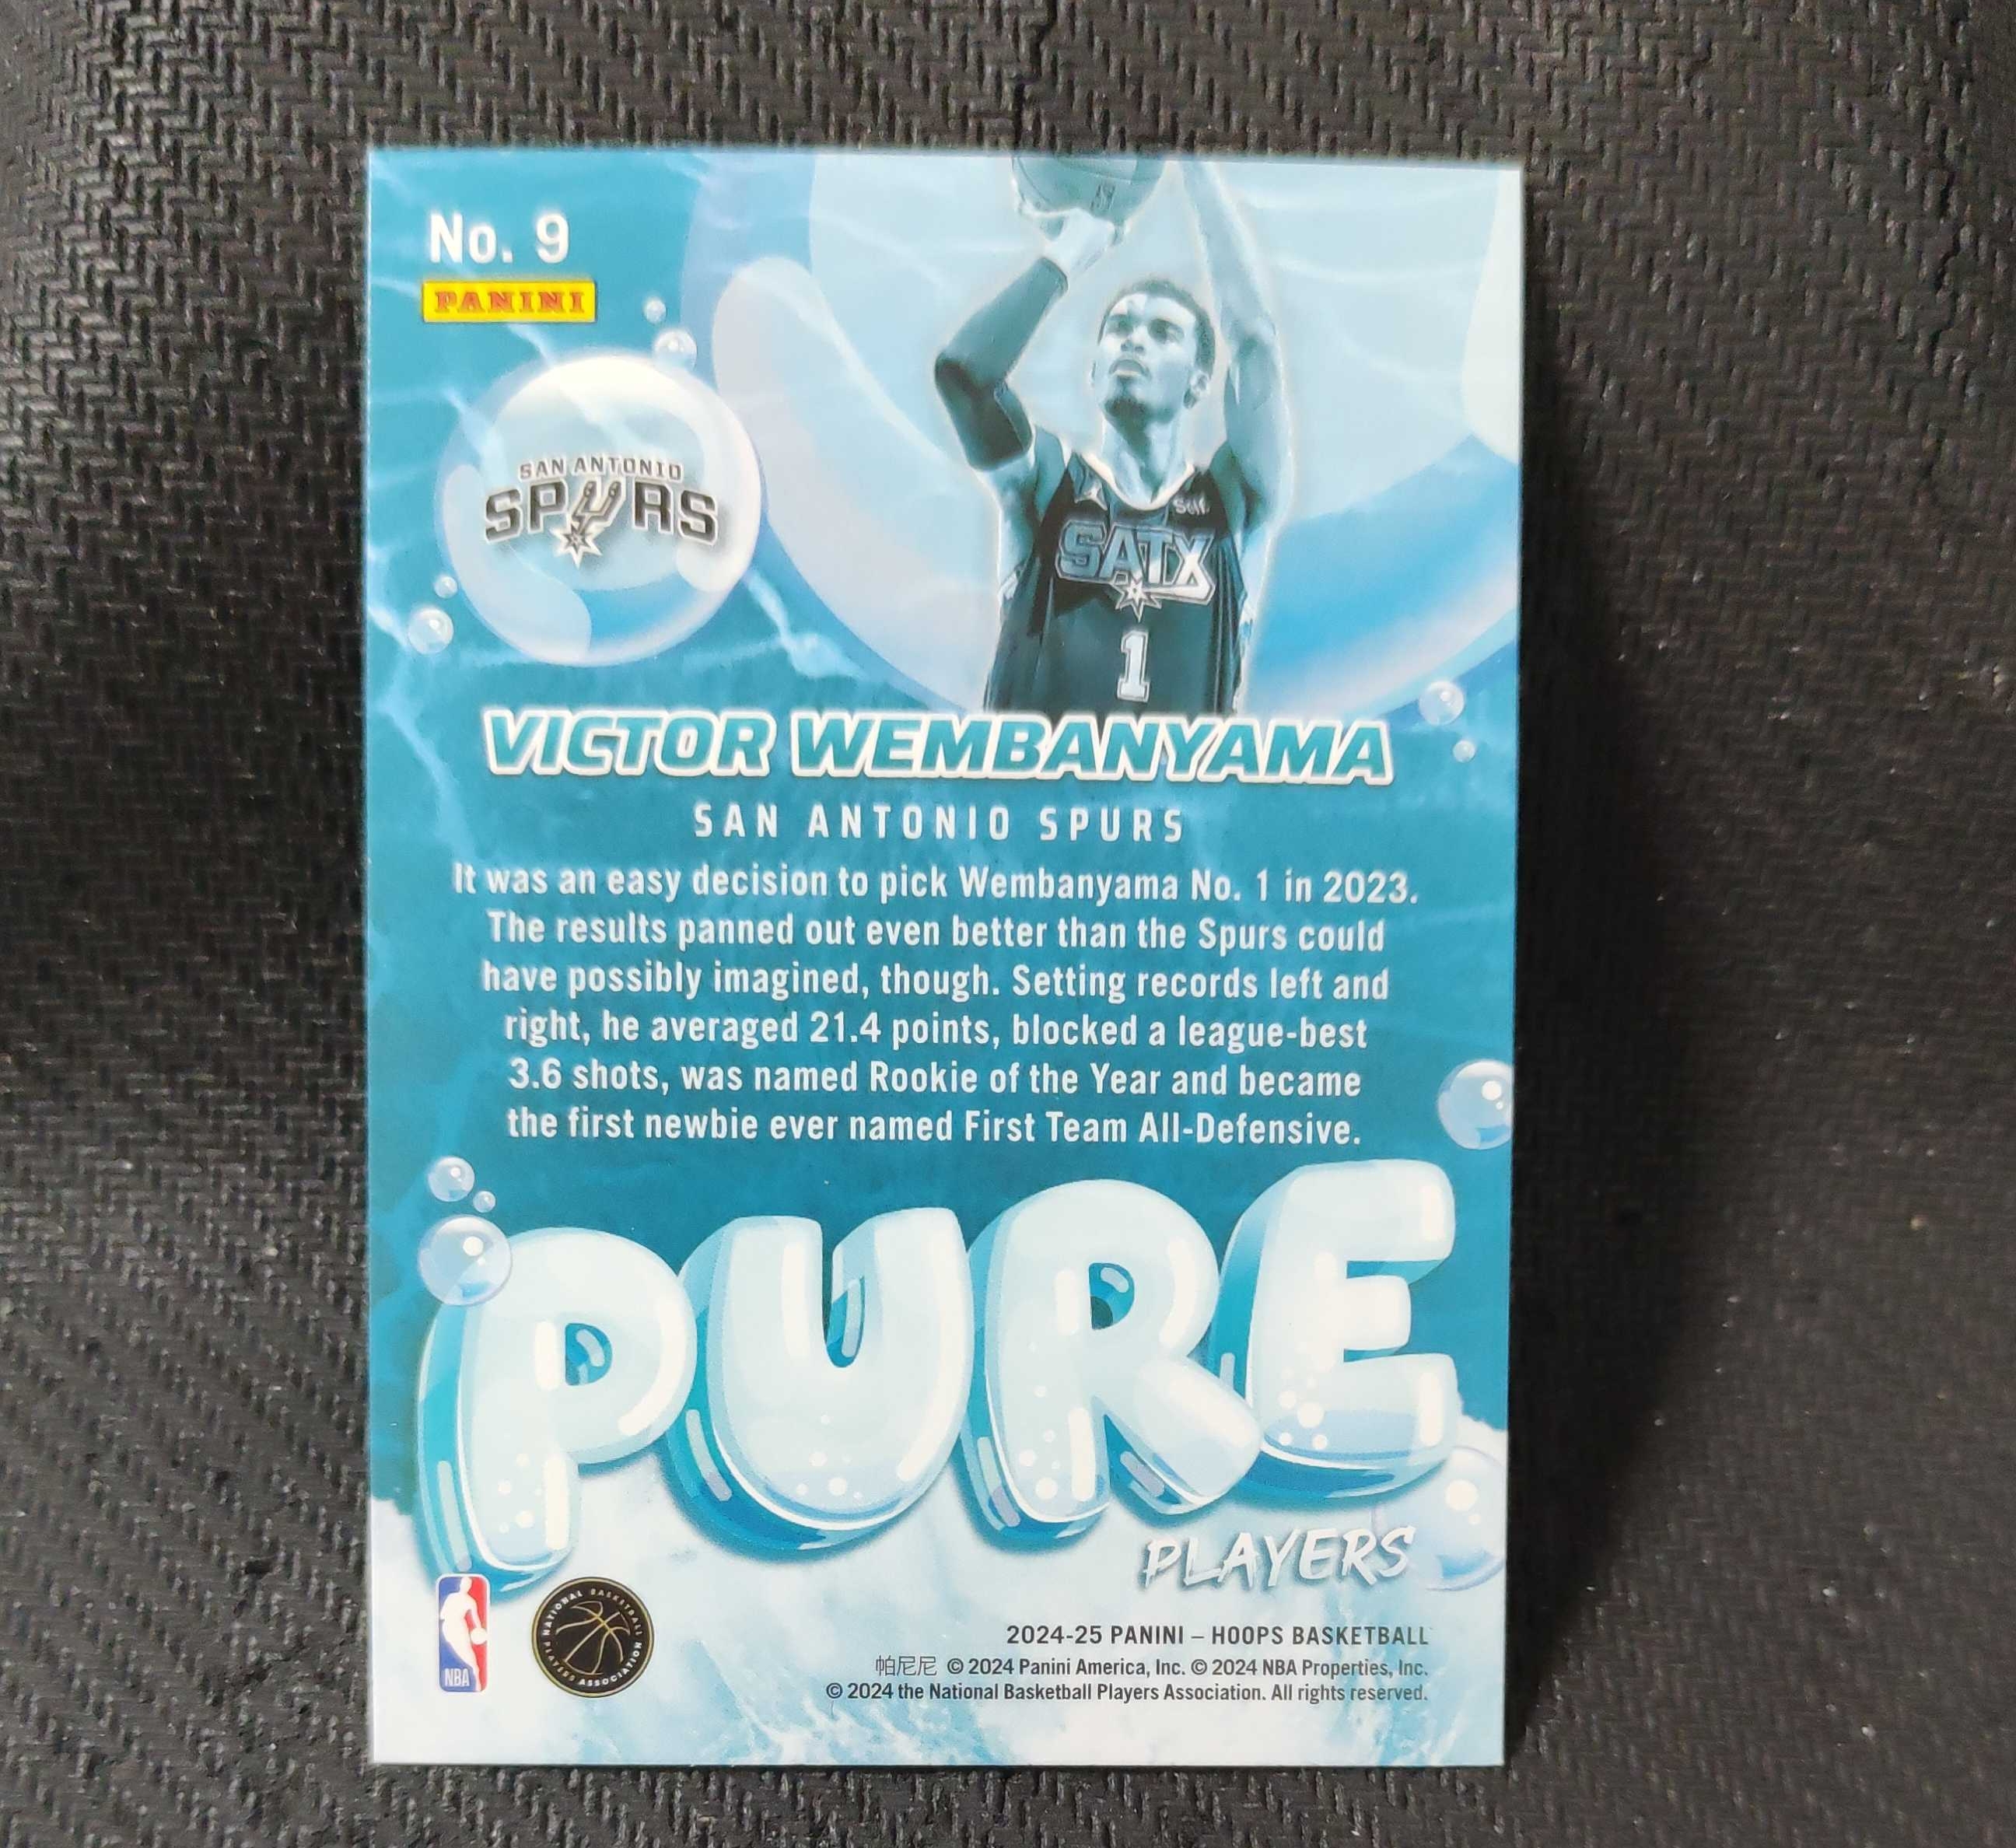 No. 9
PANINI
SAN ANTONIO
SPURS
Self.
SATX
1
VICTOR WEMBANYAMA
SAN ANTONIO SPURS
It was an easy decision to pick Wembanyama No. 1 in 2023.
The results panned out even better than the Spurs could
have possibly imagined, though. Setting records left and
right, he averaged 21.4 points, blocked a league-best
3.6 shots, was named Rookie of the Year and became
the first newbie ever named First Team All-Defensive.
PURE
PLAYERS
NBA
NATIONAL BASKETBALL
PLAYERS ASSOCIATION
2024-25 PANINI – HOOPS BASKETBALL
帕尼尼 © 2024 Panini America, Inc. © 2024 NBA Properties, Inc.
© 2024 the National Basketball Players Association. All rights reserved.